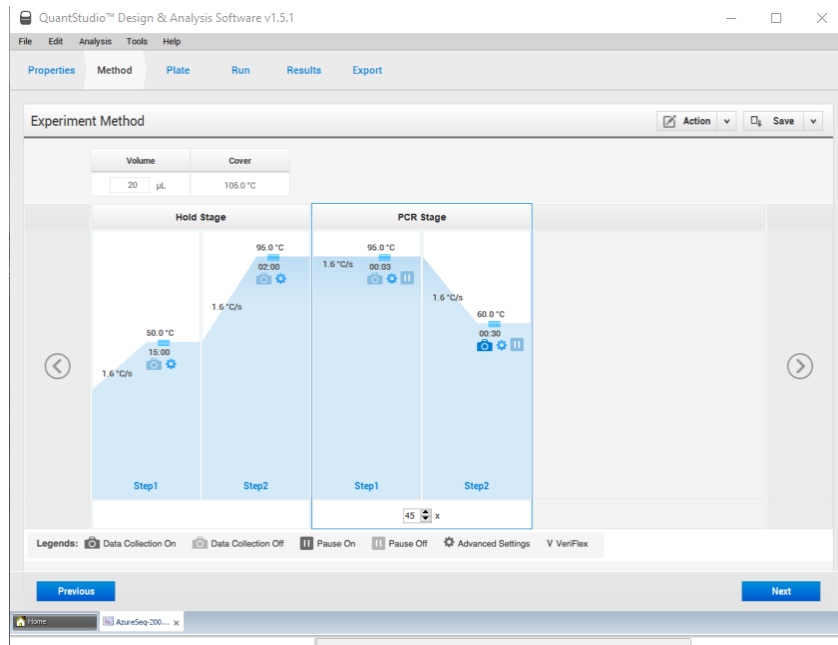 QuantStudio™ Design & Analysis Software v1.5.1
File Edit Analysis Tools Help
Properties Method Plate Run Results Export
Experiment Method
Action
Save
Volume Cover
20 µL 105.0 °C
Hold Stage PCR Stage
95.0 °C 95.0 °C
02:00 1.6 °C/s 00:03
1.6 °C/s
1.6 °C/s 60.0 °C
50.0 °C 00:30
15:00
1.6 °C/s
Step1 Step2 Step1 Step2
45 x
Legends: Data Collection On Data Collection Off Pause On Pause Off Advanced Settings V VeriFlex
Previous Next
Home AzureSeq-200... x